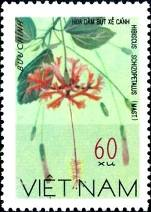 HOA DÂM BỤT XẺ CÁNH
BƯU CHÍNH
HIBISCUS SCHIZOPETALUS (MAST)
60
XU
VIỆT NAM